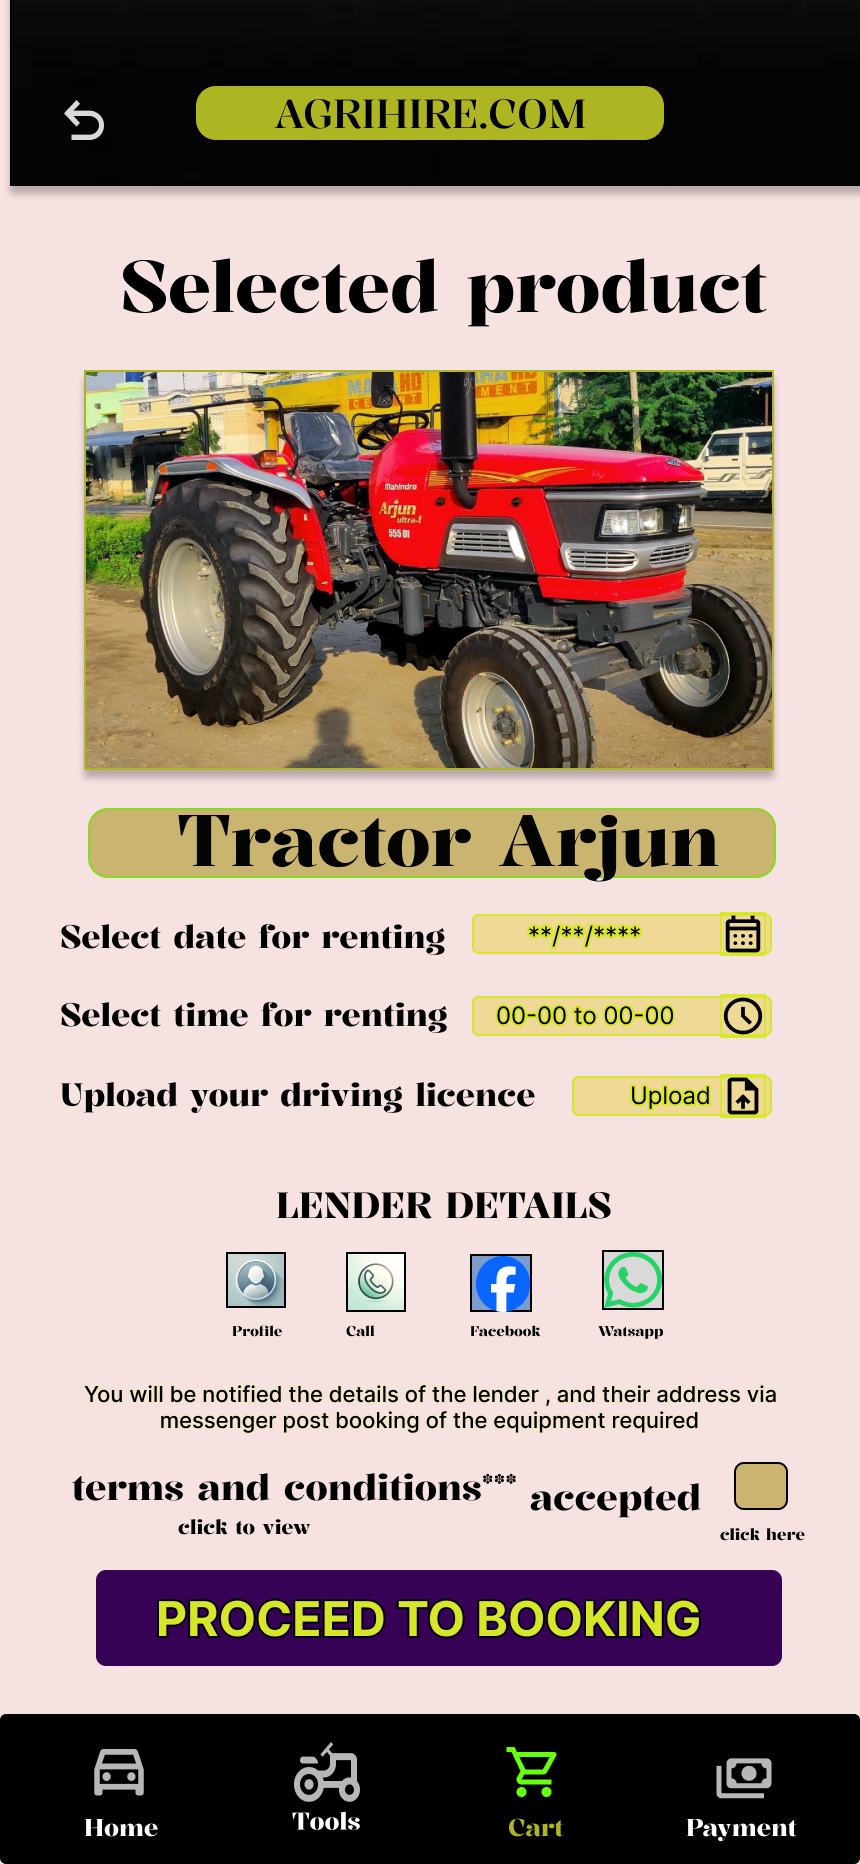 AGRIHIRE.COM
Selected product
Mahindra
Arjun
ultra-1
555 DI
Tractor Arjun
Select date for renting **/**/****
Select time for renting 00-00 to 00-00
Upload your driving licence Upload
LENDER DETAILS
Profile Call Facebook Watsapp
You will be notified the details of the lender , and their address via
messenger post booking of the equipment required
terms and conditions*** accepted
click to view click here
PROCEED TO BOOKING
Home Tools Cart Payment